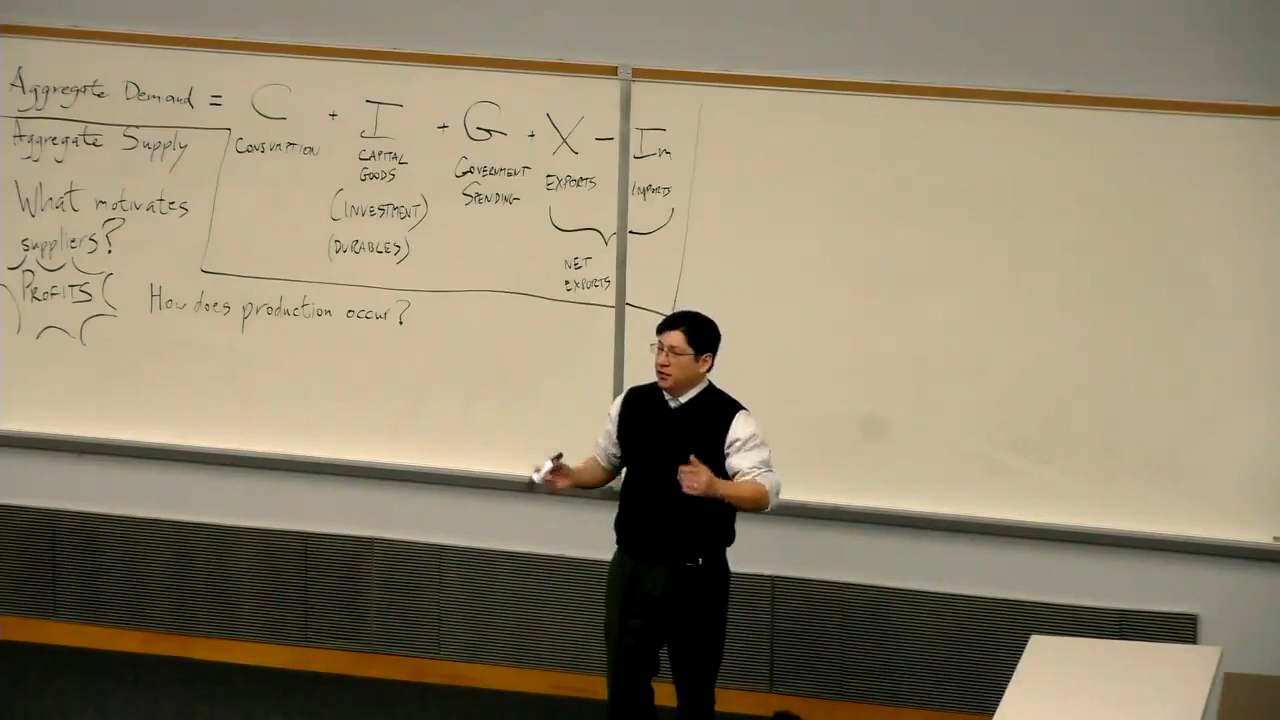 Aggregate Demand = C + I + G + X - Im
CONSUMPTION
CAPITAL
GOODS
(INVESTMENT)
(DURABLES)
GOVERNMENT
SPENDING
EXPORTS
IMPORTS
NET
EXPORTS
Aggregate Supply
What motivates
suppliers?
PROFITS
How does production occur?